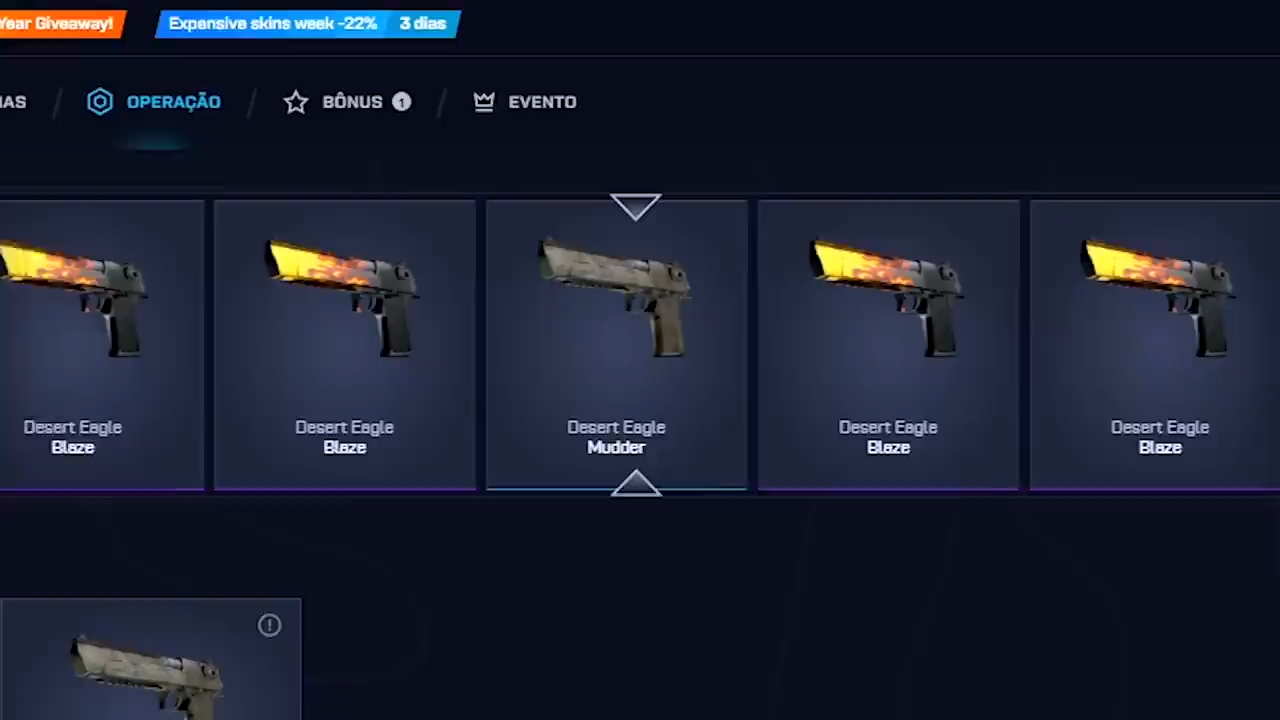 Year Giveaway!
Expensive skins week -22% 3 dias
OPERAÇÃO
BÔNUS 1
EVENTO
Desert Eagle
Blaze
Desert Eagle
Blaze
Desert Eagle
Mudder
Desert Eagle
Blaze
Desert Eagle
Blaze